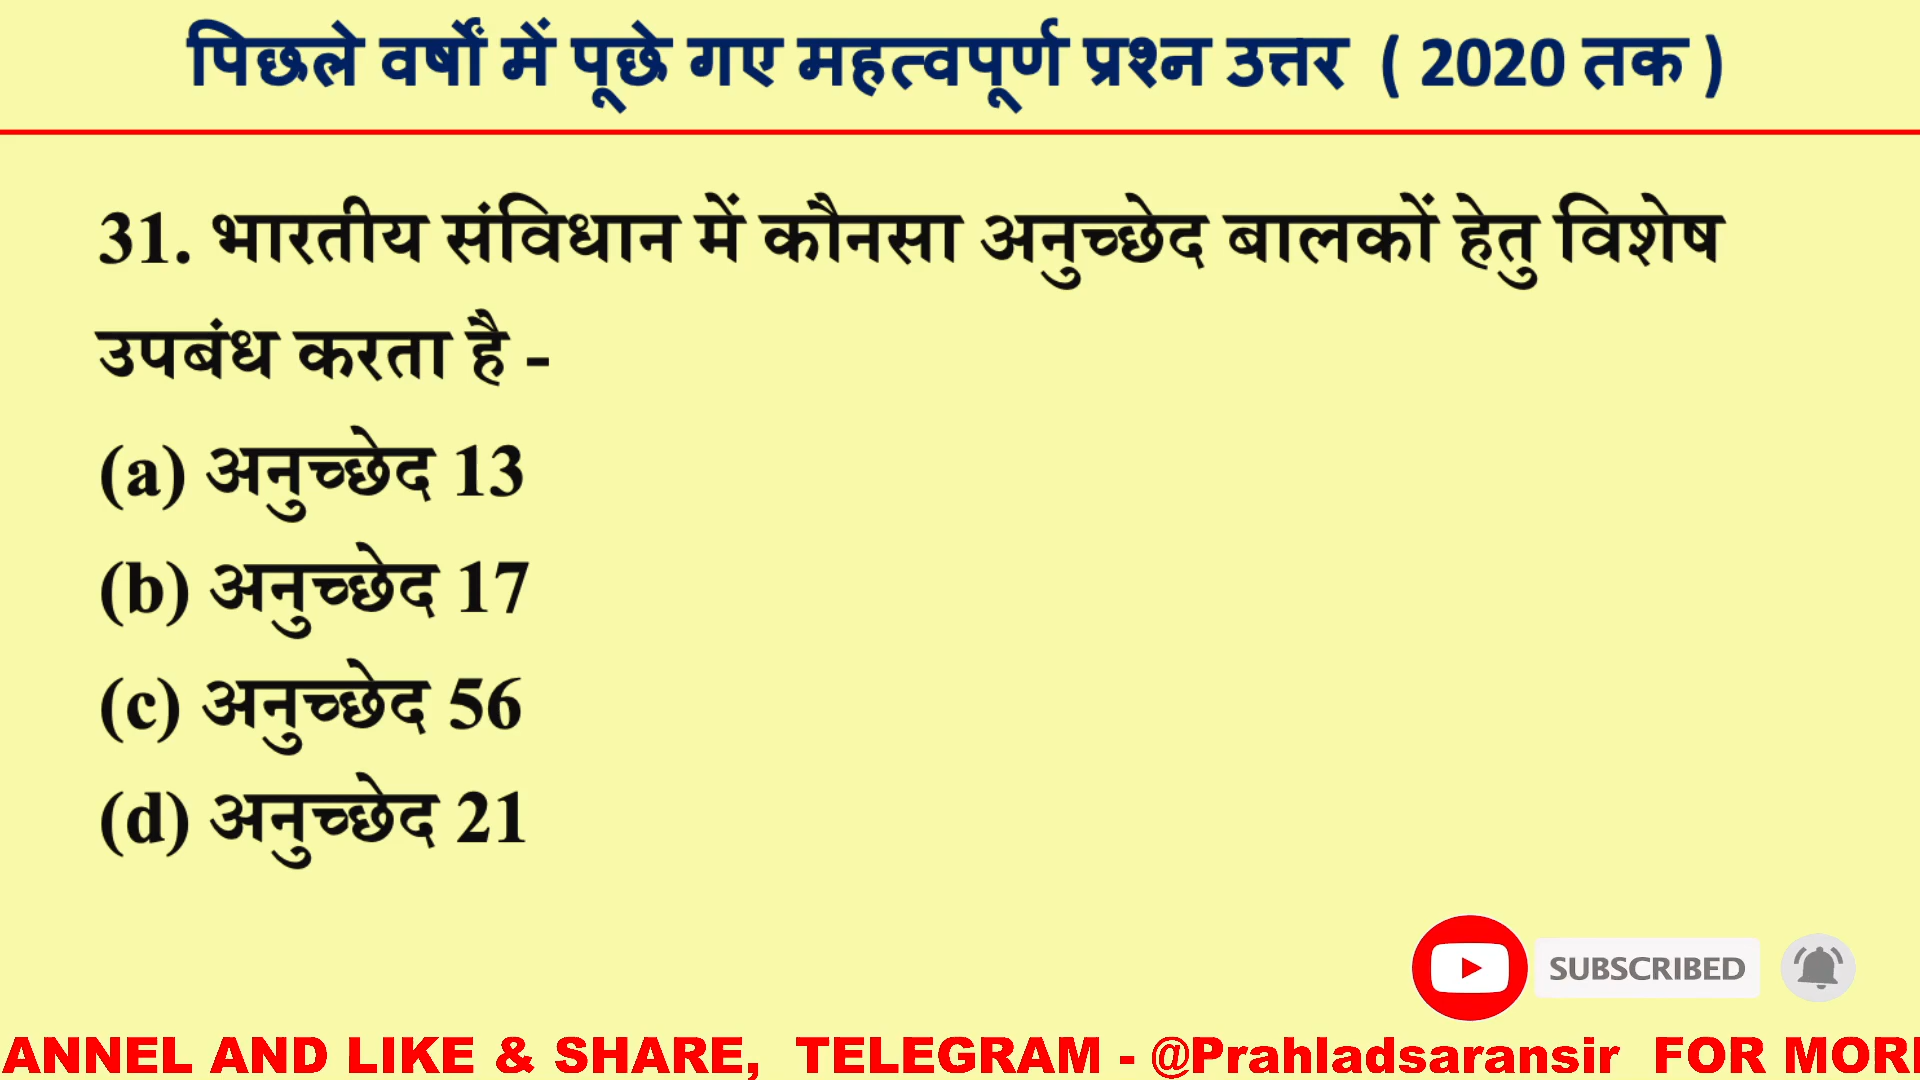 पिछले वर्षों में पूछे गए महत्वपूर्ण प्रश्न उत्तर ( 2020 तक )
31. भारतीय संविधान में कौनसा अनुच्छेद बालकों हेतु विशेष
उपबंध करता है -
(a) अनुच्छेद 13
(b) अनुच्छेद 17
(c) अनुच्छेद 56
(d) अनुच्छेद 21
SUBSCRIBED
ANNEL AND LIKE & SHARE, TELEGRAM - @Prahladsaransir FOR MOR